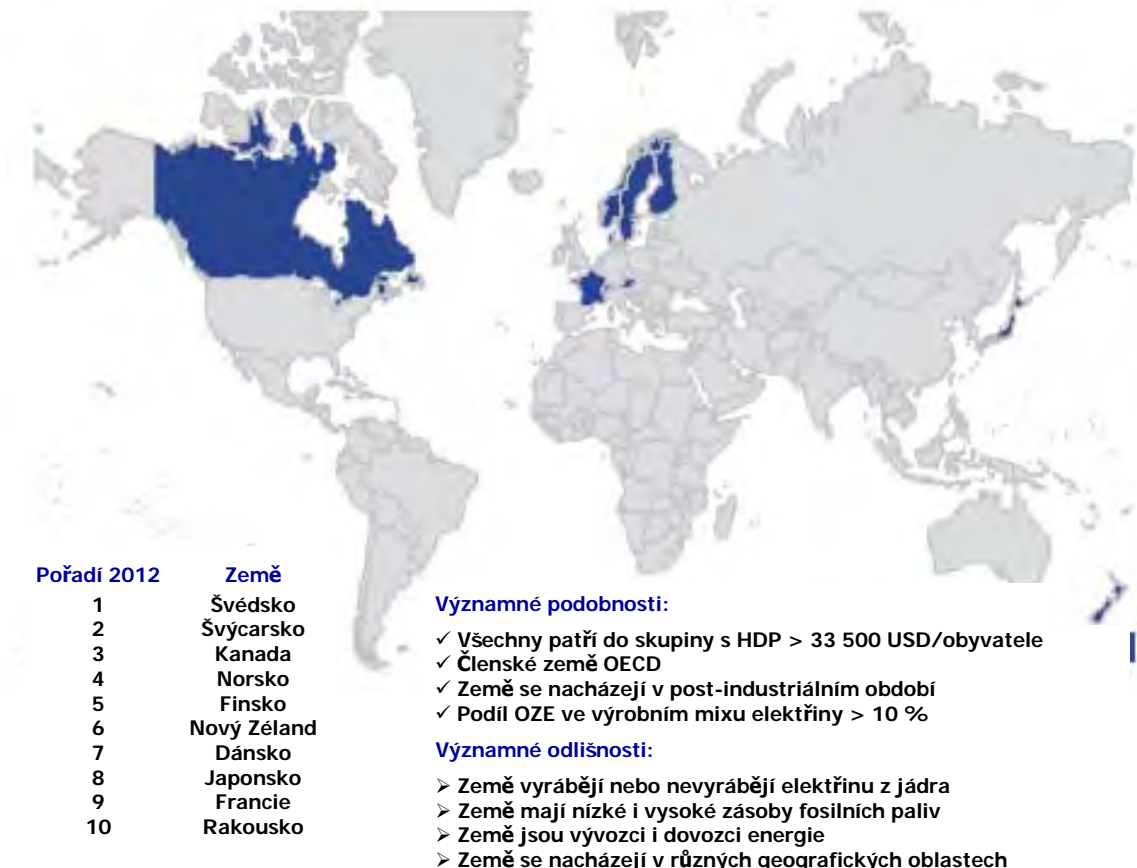 Pořadí 2012 Země
1 Švédsko
2 Švýcarsko
3 Kanada
4 Norsko
5 Finsko
6 Nový Zéland
7 Dánsko
8 Japonsko
9 Francie
10 Rakousko
Významné podobnosti:
✓ Všechny patří do skupiny s HDP > 33 500 USD/obyvatele
✓ Členské země OECD
✓ Země se nacházejí v post-industriálním období
✓ Podíl OZE ve výrobním mixu elektřiny > 10 %
Významné odlišnosti:
➢ Země vyrábějí nebo nevyrábějí elektřinu z jádra
➢ Země mají nízké i vysoké zásoby fosilních paliv
➢ Země jsou vývozci i dovozci energie
➢ Země se nacházejí v různých geografických oblastech